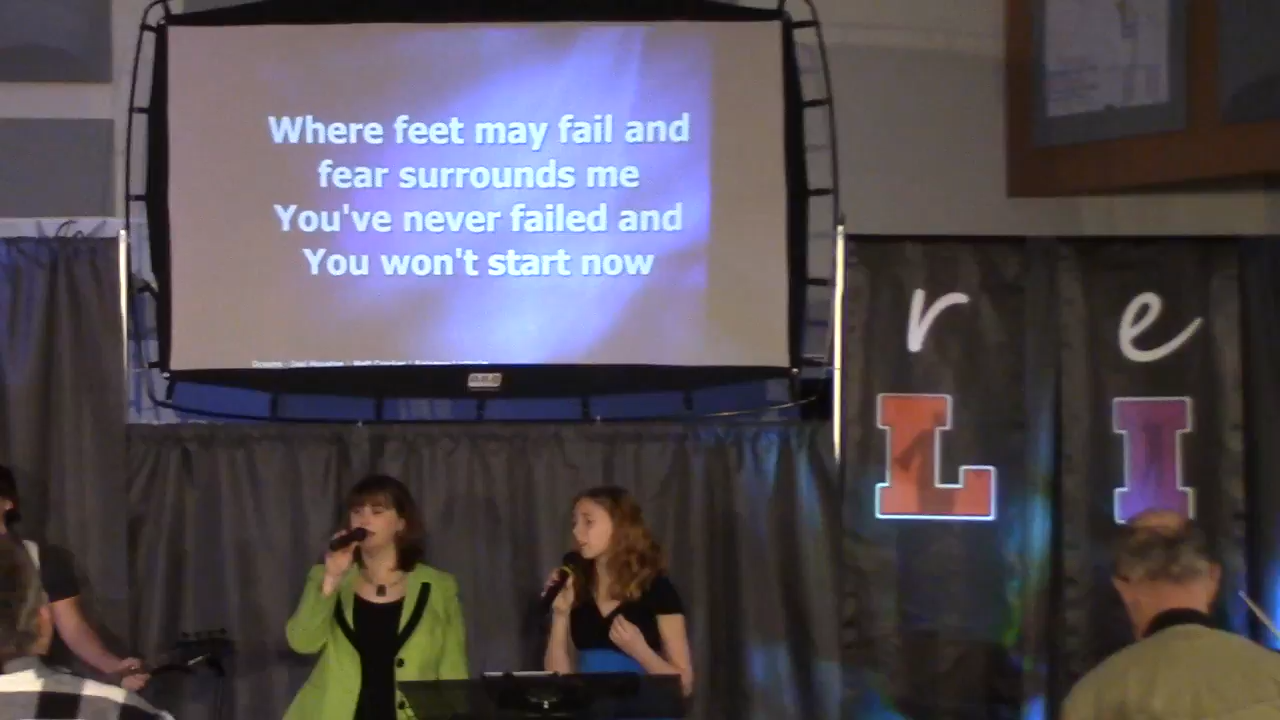 Where feet may fail and
fear surrounds me
You've never failed and
You won't start now
r e
L I